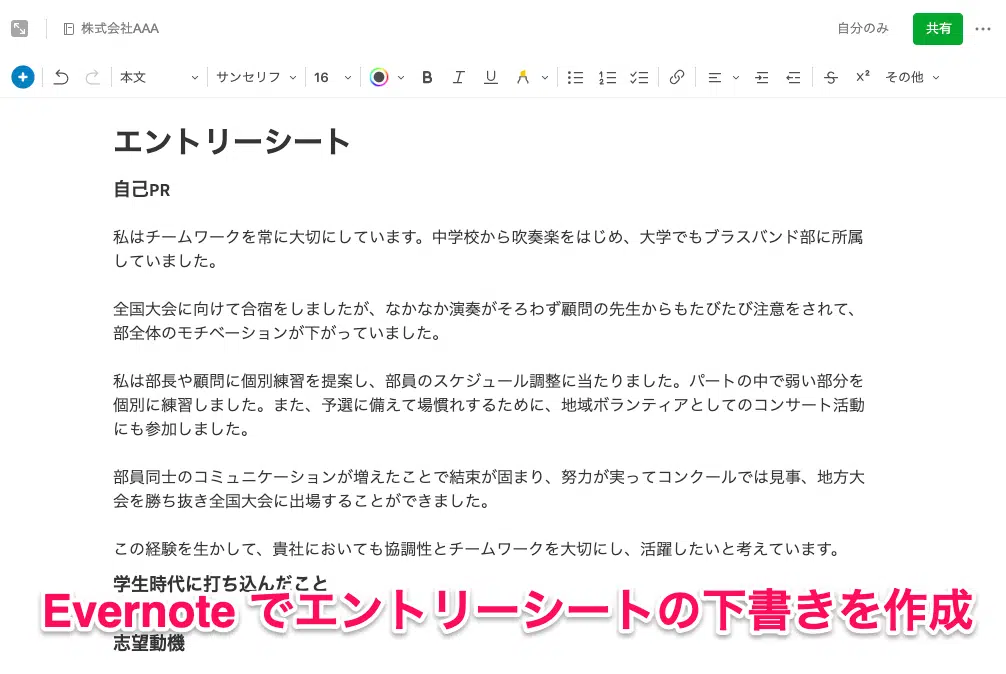 株式会社AAA 自分のみ 共有
本文 サンセリフ 16 B I U S x² その他
エントリーシート
自己PR
私はチームワークを常に大切にしています。中学校から吹奏楽をはじめ、大学でもブラスバンド部に所属
していました。
全国大会に向けて合宿をしましたが、なかなか演奏がそろわず顧問の先生からもたびたび注意をされて、
部全体のモチベーションが下がっていました。
私は部長や顧問に個別練習を提案し、部員のスケジュール調整に当たりました。パートの中で弱い部分を
個別に練習しました。また、予選に備えて場慣れするために、地域ボランティアとしてのコンサート活動
にも参加しました。
部員同士のコミュニケーションが増えたことで結束が固まり、努力が実ってコンクールでは見事、地方大
会を勝ち抜き全国大会に出場することができました。
この経験を生かして、貴社においても協調性とチームワークを大切にし、活躍したいと考えています。
学生時代に打ち込んだこと
Evernote でエントリーシートの下書きを作成
志望動機